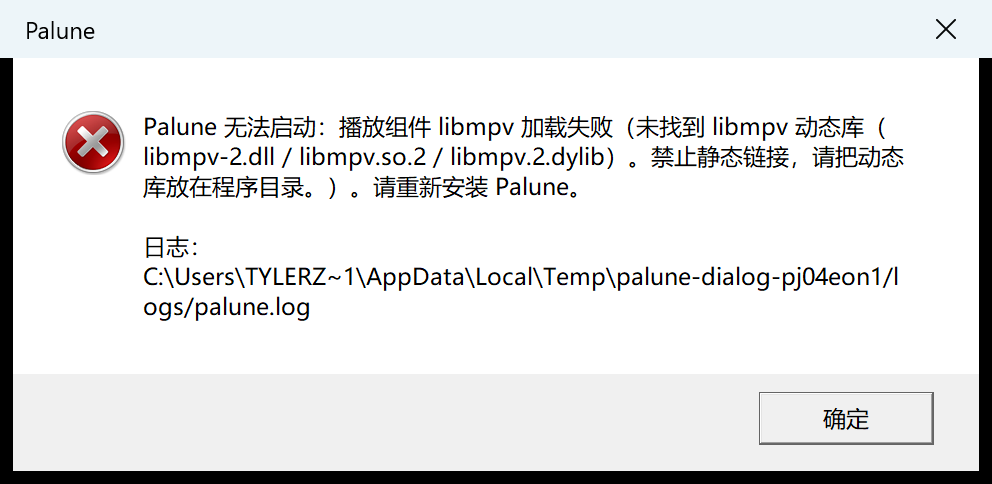 Palune
Palune 无法启动：播放组件 libmpv 加载失败（未找到 libmpv 动态库（
libmpv-2.dll / libmpv.so.2 / libmpv.2.dylib）。禁止静态链接，请把动态
库放在程序目录。）。请重新安装 Palune。
日志：
C:\Users\TYLERZ~1\AppData\Local\Temp\palune-dialog-pj04eon1/l
ogs/palune.log
确定